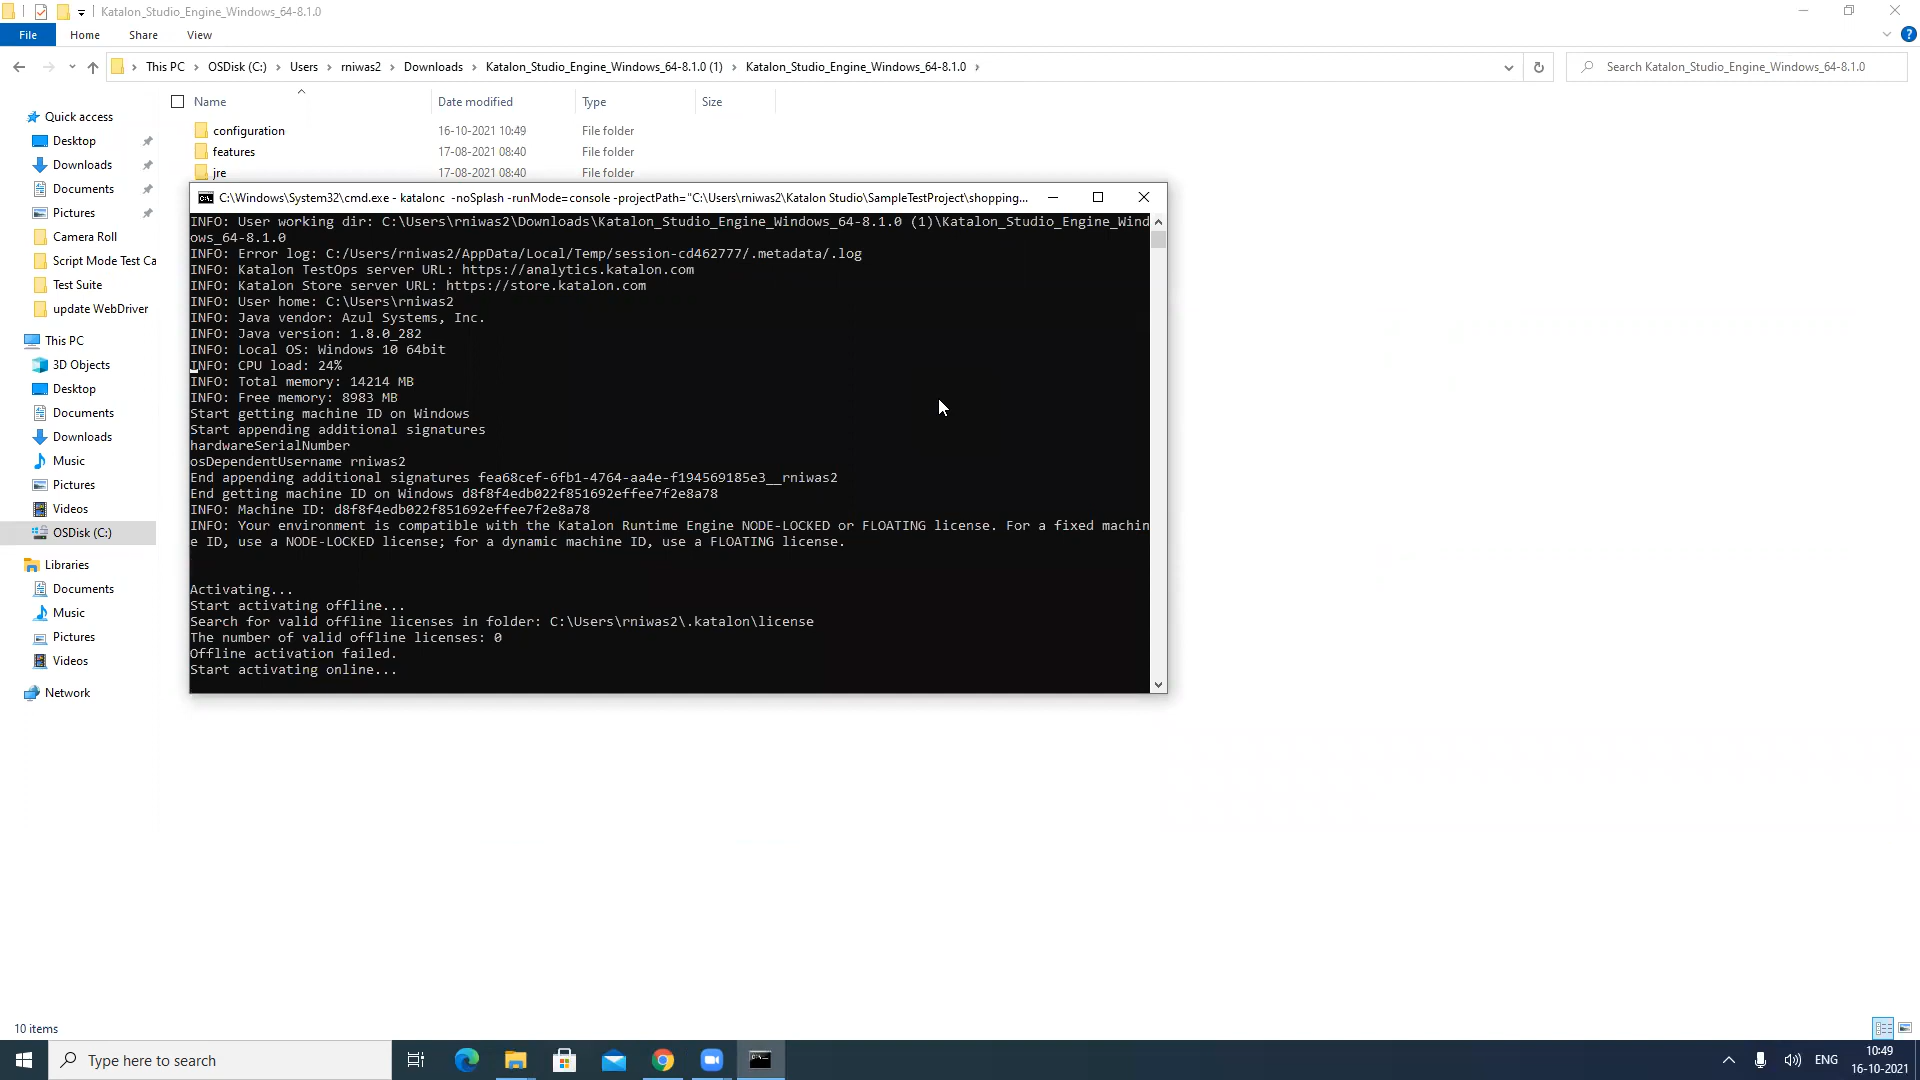 Katalon_Studio_Engine_Windows_64-8.1.0
File Home Share View
This PC OSDisk (C:) Users rniwas2 Downloads Katalon_Studio_Engine_Windows_64-8.1.0 (1) Katalon_Studio_Engine_Windows_64-8.1.0
Search Katalon_Studio_Engine_Windows_64-8.1.0
Name Date modified Type Size
configuration 16-10-2021 10:49 File folder
features 17-08-2021 08:40 File folder
jre 17-08-2021 08:40 File folder
Quick access
Desktop
Downloads
Documents
Pictures
Camera Roll
Script Mode Test Ca
Test Suite
update WebDriver
This PC
3D Objects
Desktop
Documents
Downloads
Music
Pictures
Videos
OSDisk (C:)
Libraries
Documents
Music
Pictures
Videos
Network
C:\Windows\System32\cmd.exe - katalonc -noSplash -runMode=console -projectPath="C:\Users\rniwas2\Katalon Studio\SampleTestProject\shopping...
INFO: User working dir: C:\Users\rniwas2\Downloads\Katalon_Studio_Engine_Windows_64-8.1.0 (1)\Katalon_Studio_Engine_Wind
ows_64-8.1.0
INFO: Error log: C:/Users/rniwas2/AppData/Local/Temp/session-cd462777/.metadata/.log
INFO: Katalon TestOps server URL: https://analytics.katalon.com
INFO: Katalon Store server URL: https://store.katalon.com
INFO: User home: C:\Users\rniwas2
INFO: Java vendor: Azul Systems, Inc.
INFO: Java version: 1.8.0_282
INFO: Local OS: Windows 10 64bit
INFO: CPU load: 24%
INFO: Total memory: 14214 MB
INFO: Free memory: 8983 MB
Start getting machine ID on Windows
Start appending additional signatures
hardwareSerialNumber
osDependentUsername rniwas2
End appending additional signatures fea68cef-6fb1-4764-aa4e-f194569185e3__rniwas2
End getting machine ID on Windows d8f8f4edb022f851692effee7f2e8a78
INFO: Machine ID: d8f8f4edb022f851692effee7f2e8a78
INFO: Your environment is compatible with the Katalon Runtime Engine NODE-LOCKED or FLOATING license. For a fixed machin
e ID, use a NODE-LOCKED license; for a dynamic machine ID, use a FLOATING license.
Activating...
Start activating offline...
Search for valid offline licenses in folder: C:\Users\rniwas2\.katalon\license
The number of valid offline licenses: 0
Offline activation failed.
Start activating online...
10 items
Type here to search
ENG
10:49
16-10-2021